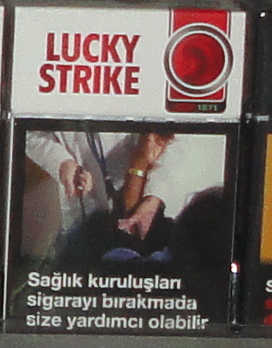 LUCKY
STRIKE
1871
Sağlık kuruluşları
sigarayı bırakmada
size yardımcı olabilir